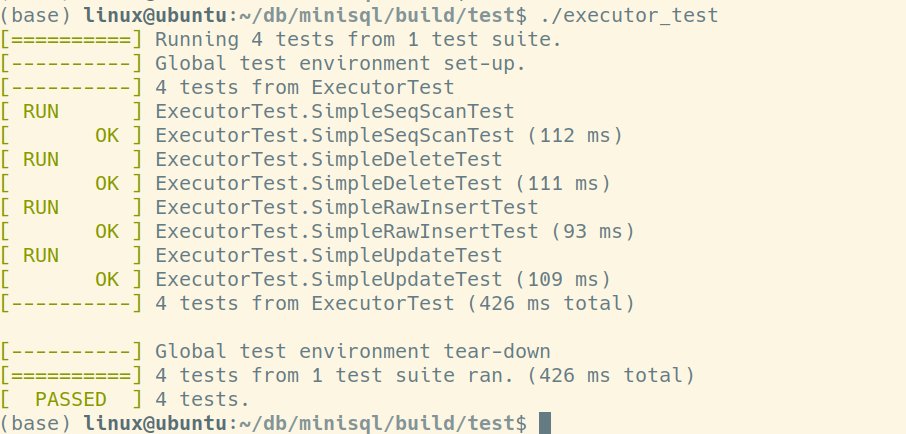 (base) linux@ubuntu:~/db/minisql/build/test$ ./executor_test
[==========] Running 4 tests from 1 test suite.
[----------] Global test environment set-up.
[----------] 4 tests from ExecutorTest
[ RUN      ] ExecutorTest.SimpleSeqScanTest
[       OK ] ExecutorTest.SimpleSeqScanTest (112 ms)
[ RUN      ] ExecutorTest.SimpleDeleteTest
[       OK ] ExecutorTest.SimpleDeleteTest (111 ms)
[ RUN      ] ExecutorTest.SimpleRawInsertTest
[       OK ] ExecutorTest.SimpleRawInsertTest (93 ms)
[ RUN      ] ExecutorTest.SimpleUpdateTest
[       OK ] ExecutorTest.SimpleUpdateTest (109 ms)
[----------] 4 tests from ExecutorTest (426 ms total)

[----------] Global test environment tear-down
[==========] 4 tests from 1 test suite ran. (426 ms total)
[  PASSED  ] 4 tests.
(base) linux@ubuntu:~/db/minisql/build/test$